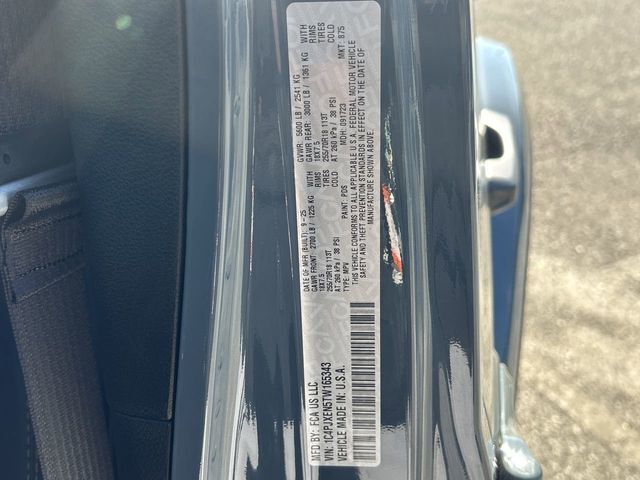 MFD BY: FCA US LLC
DATE OF MFR (BUILT): 9-25
GVWR: 5600 LB / 2541 KG
GAWR FRONT: 2700 LB / 1225 KG WITH
18X7.5 RIMS
255/70R18 113T TIRES
AT 260 kPa / 38 PSI COLD
GAWR REAR: 3000 LB / 1361 KG WITH
18X7.5 RIMS
255/70R18 113T TIRES
AT 260 kPa / 38 PSI COLD
VIN: 1C4PJXEN5TW165343
TYPE: MPV
PAINT: PDS
MDH: 091723
MKT: 875
VEHICLE MADE IN: U.S.A.
THIS VEHICLE CONFORMS TO ALL APPLICABLE U.S.A. FEDERAL MOTOR VEHICLE
SAFETY AND THEFT PREVENTION STANDARDS IN EFFECT ON THE DATE OF
MANUFACTURE SHOWN ABOVE.